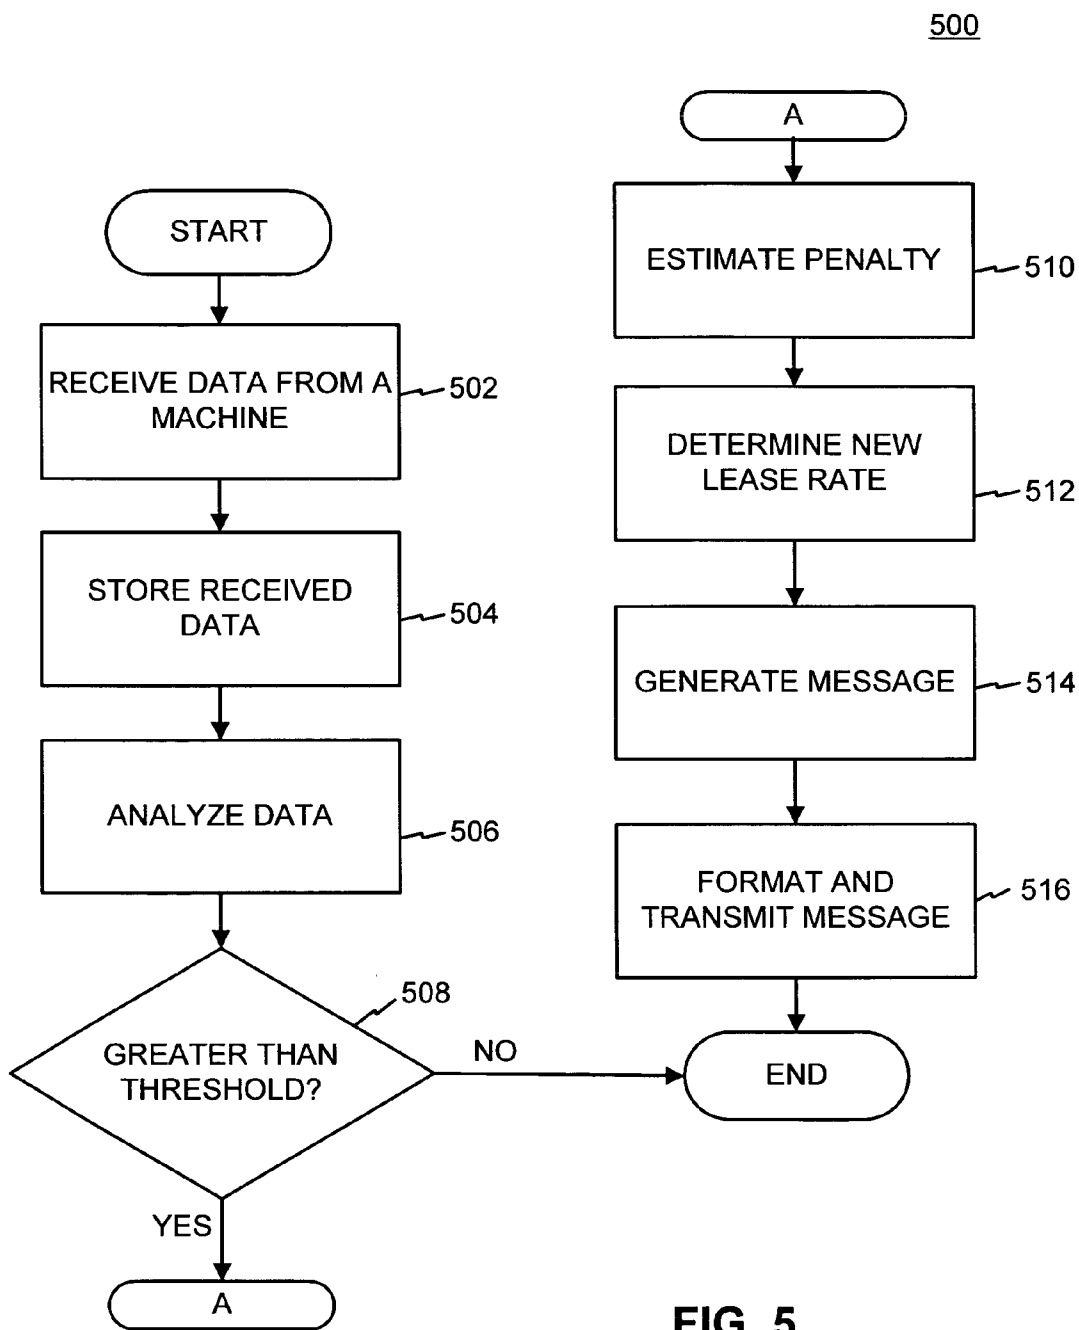 500
START
RECEIVE DATA FROM A
MACHINE
502
STORE RECEIVED
DATA
504
ANALYZE DATA
506
GREATER THAN
THRESHOLD?
508
NO
YES
A
A
ESTIMATE PENALTY
510
DETERMINE NEW
LEASE RATE
512
GENERATE MESSAGE
514
FORMAT AND
TRANSMIT MESSAGE
516
END
FIG. 5